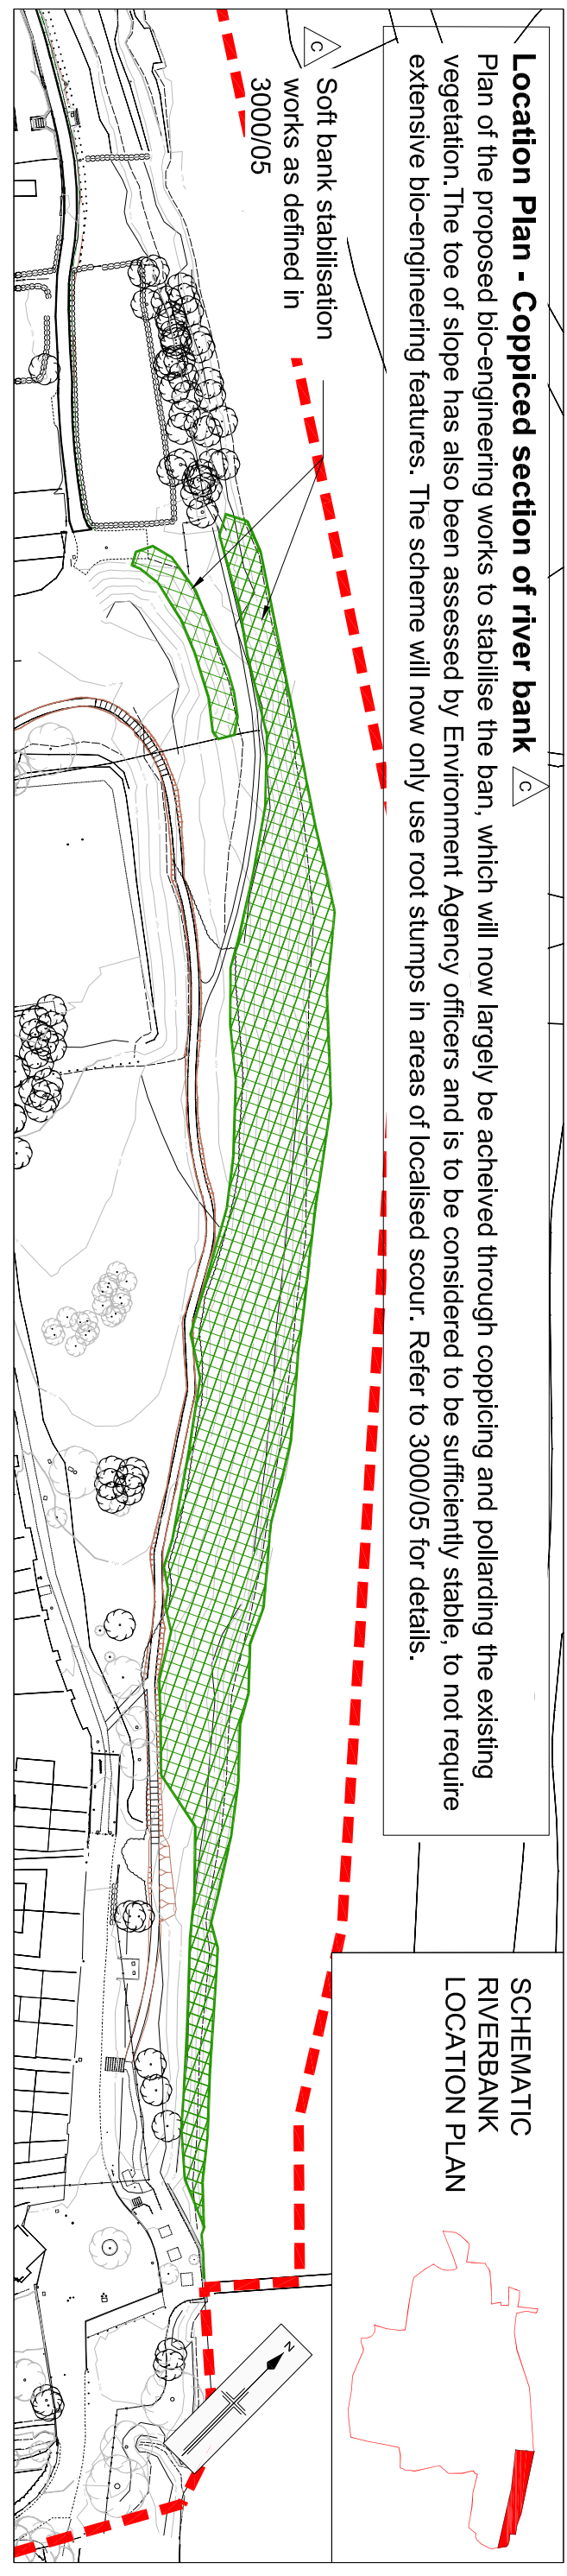 Location Plan - Coppiced section of river bank C
Plan of the proposed bio-engineering works to stabilise the ban, which will now largely be acheived through coppicing and pollarding the existing
vegetation. The toe of slope has also been assessed by Environment Agency officers and is to be considered to be sufficiently stable, to not require
extensive bio-engineering features. The scheme will now only use root stumps in areas of localised scour. Refer to 3000/05 for details.
C
Soft bank stabilisation
works as defined in
3000/05
SCHEMATIC
RIVERBANK
LOCATION PLAN
N